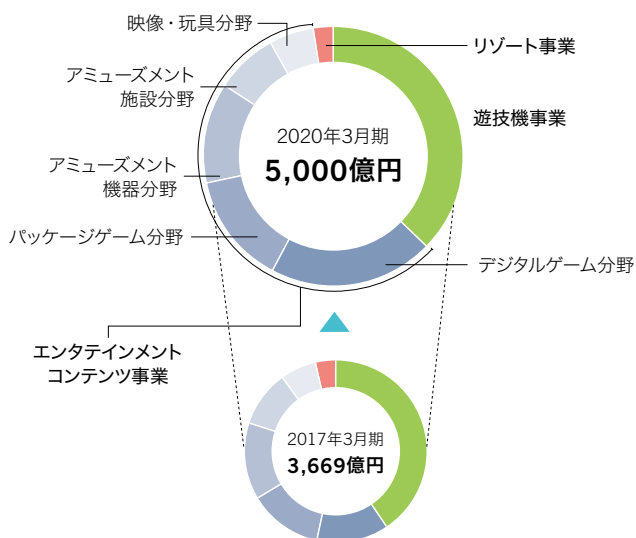 映像・玩具分野
リゾート事業
アミューズメント
施設分野
遊技機事業
2020年3月期
5,000億円
アミューズメント
機器分野
パッケージゲーム分野
デジタルゲーム分野
エンタテインメント
コンテンツ事業
2017年3月期
3,669億円